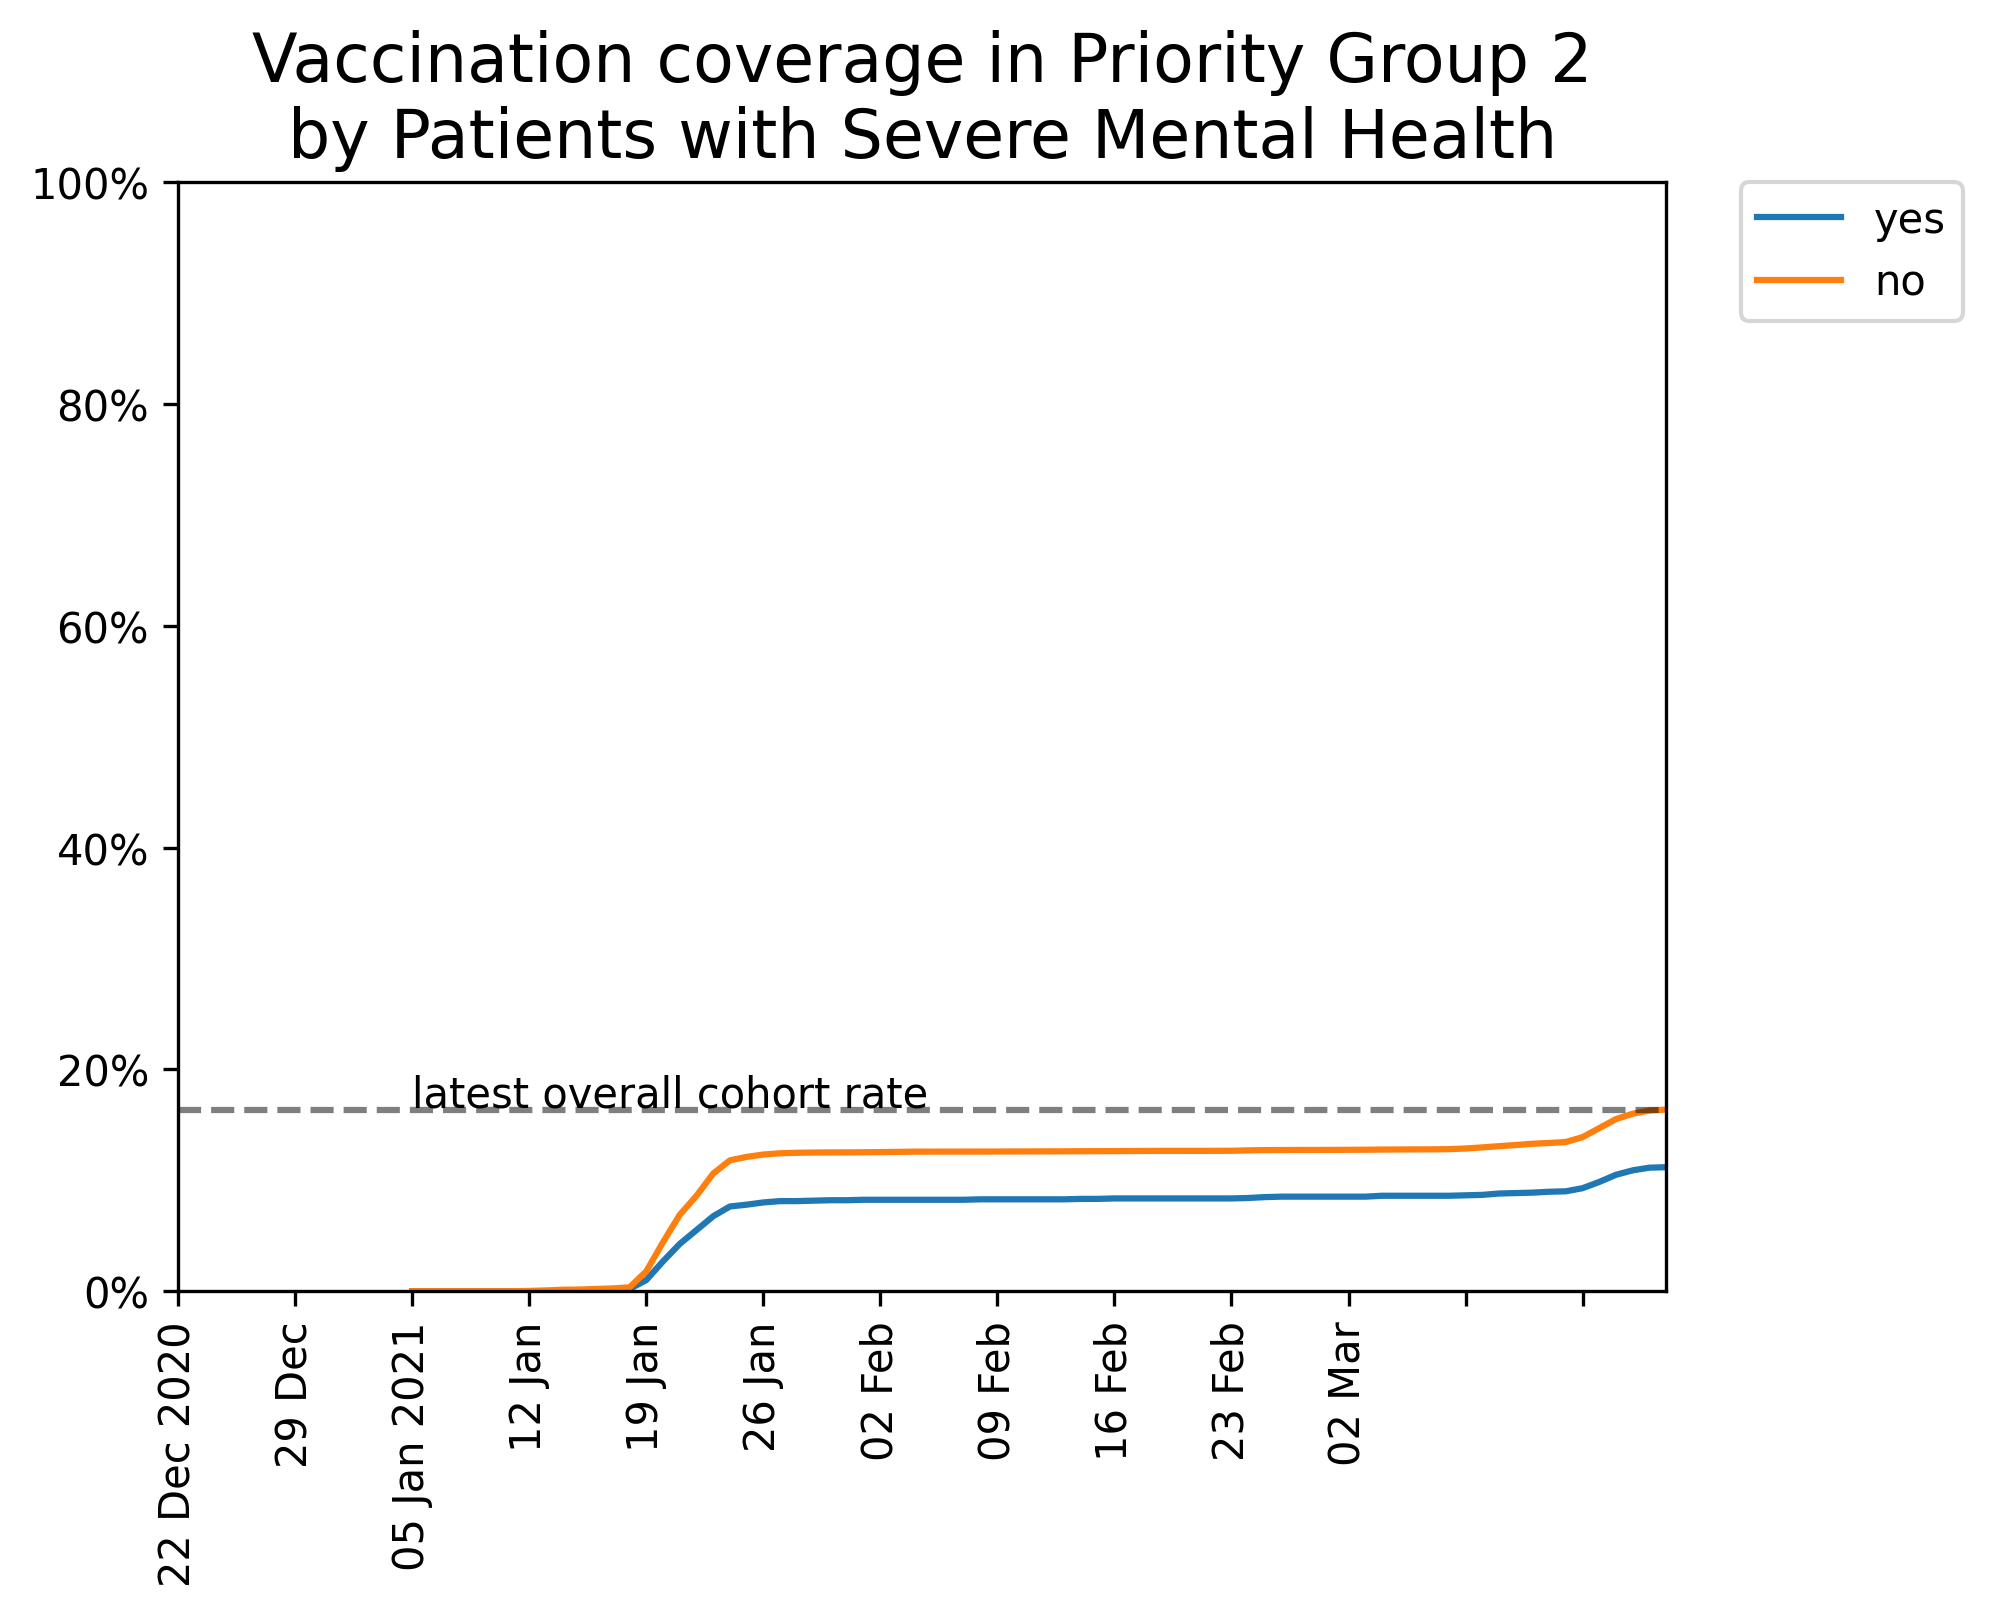 Vaccination coverage in Priority Group 2
by Patients with Severe Mental Health
100%
80%
60%
40%
20%
0%
latest overall cohort rate
yes
no
22 Dec 2020
29 Dec
05 Jan 2021
12 Jan
19 Jan
26 Jan
02 Feb
09 Feb
16 Feb
23 Feb
02 Mar